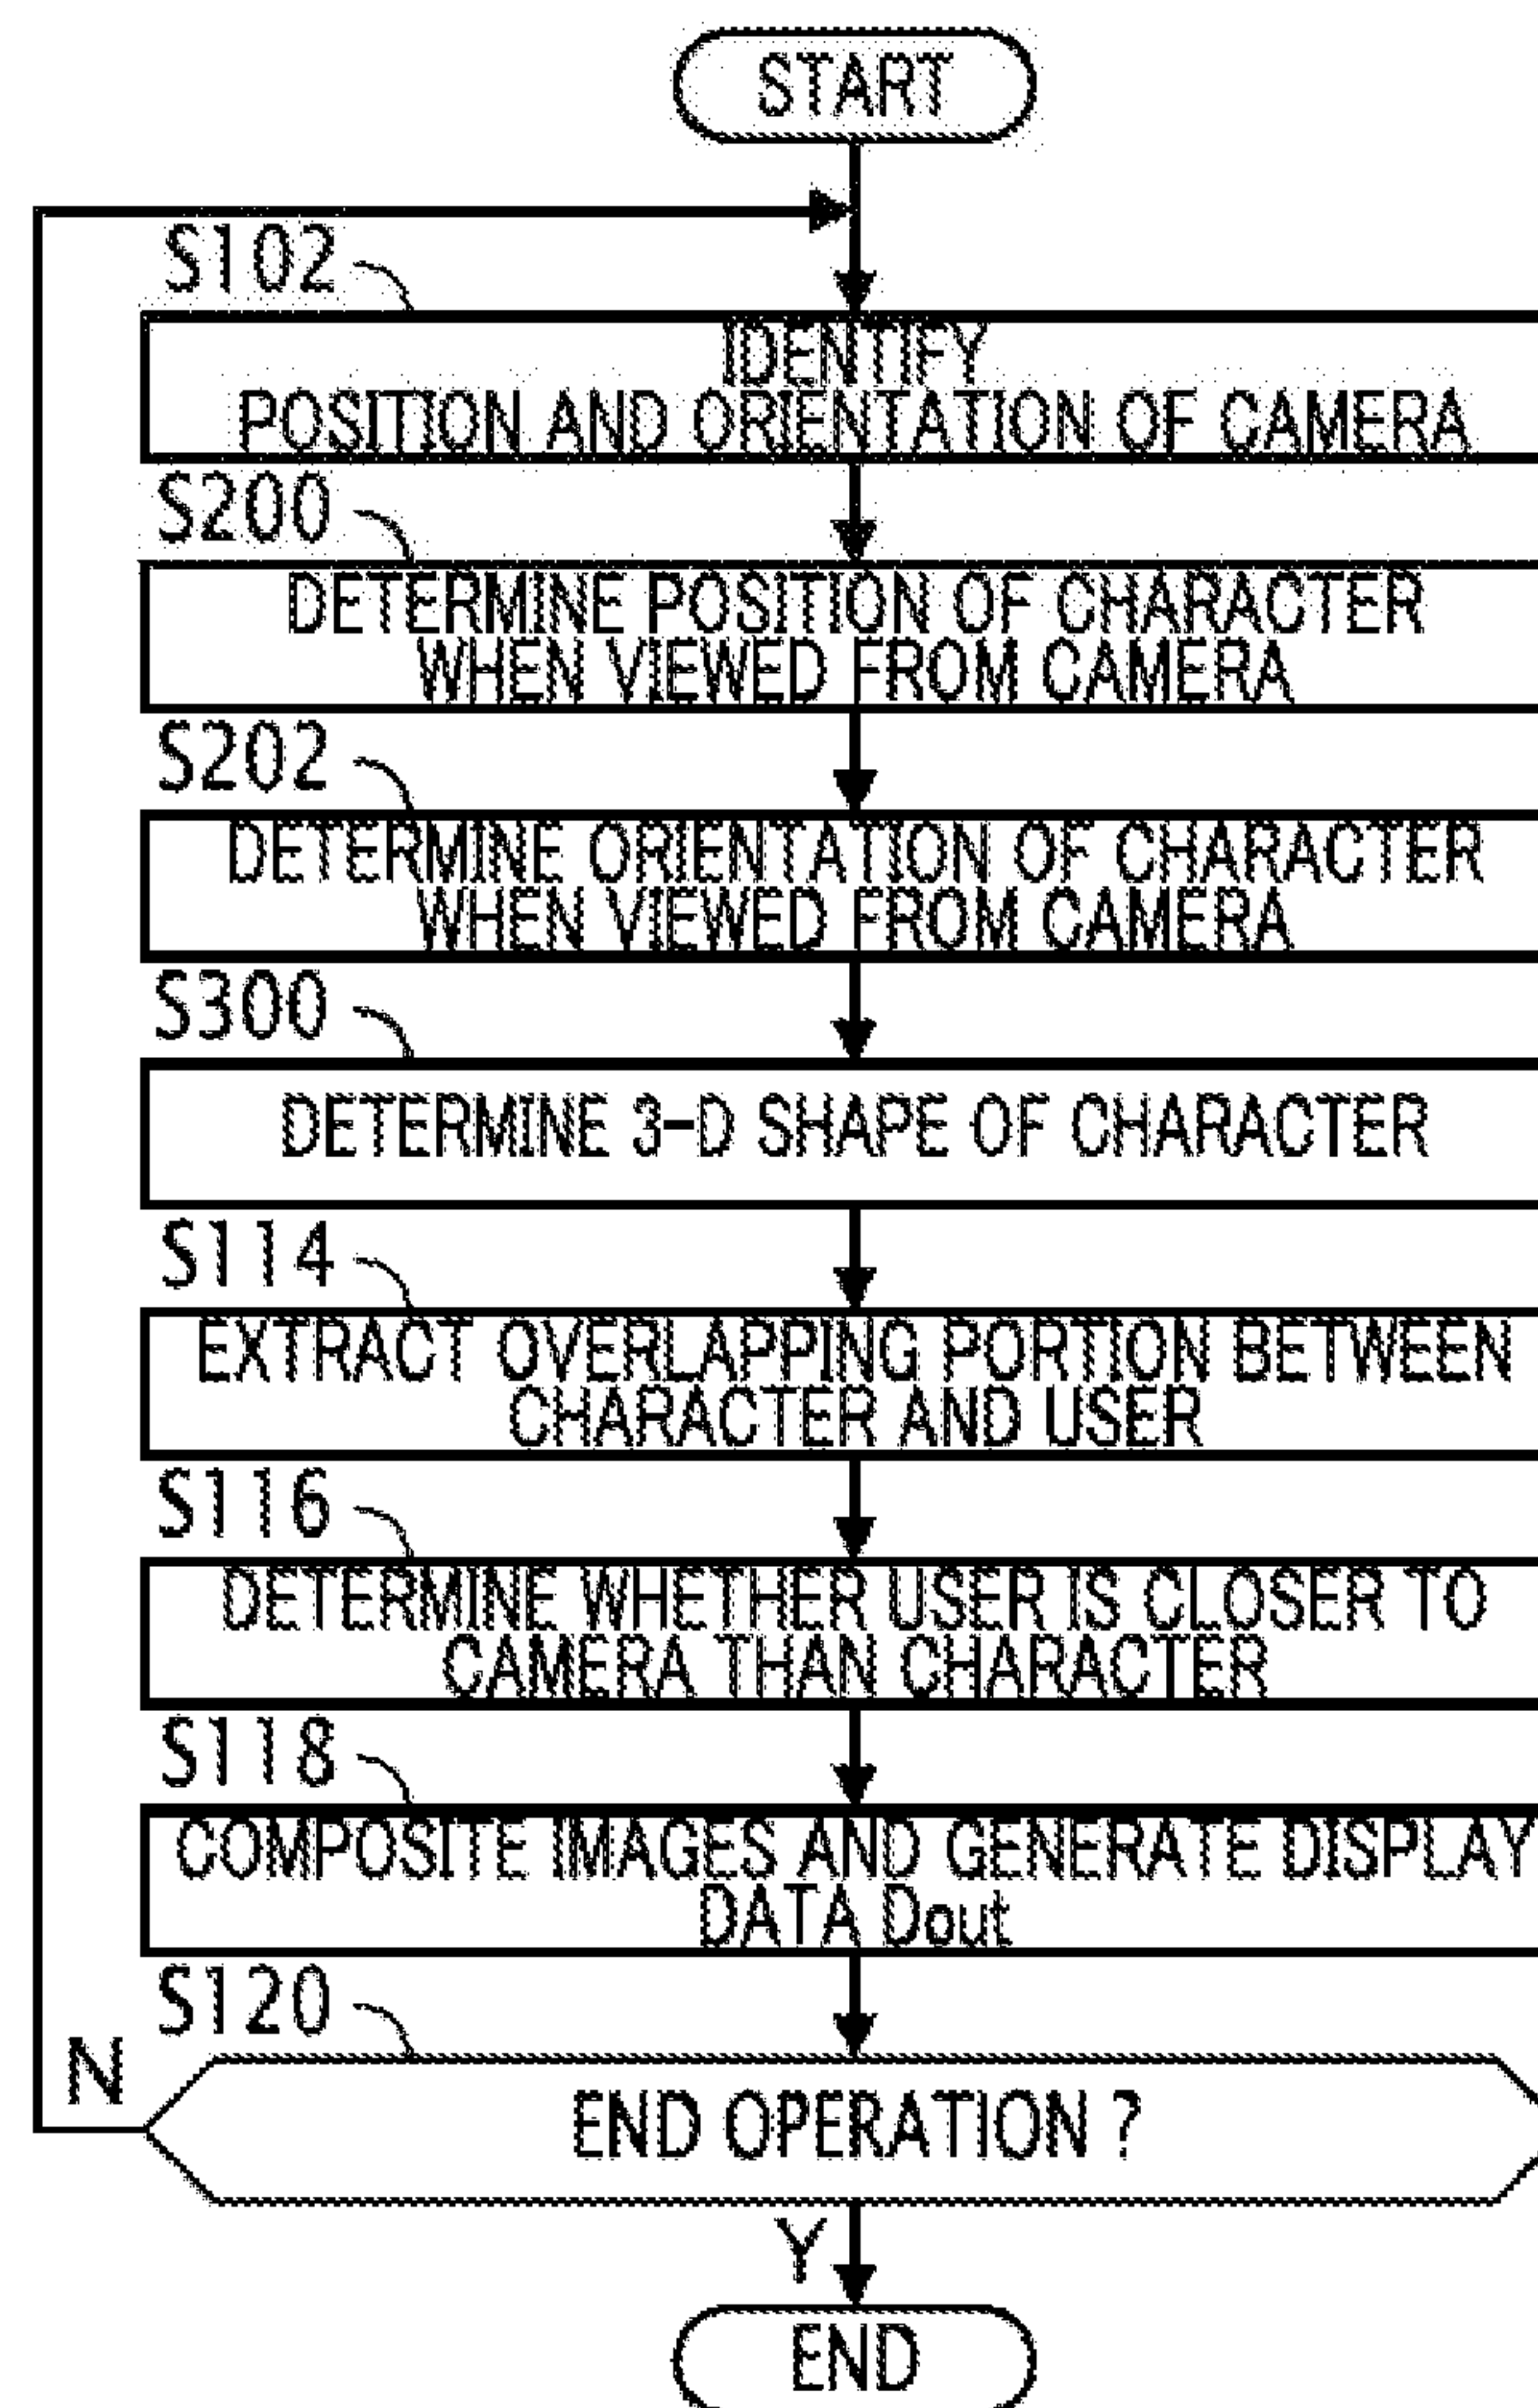 START
S102
IDENTIFY
POSITION AND ORIENTATION OF CAMERA
S200
DETERMINE POSITION OF CHARACTER
WHEN VIEWED FROM CAMERA
S202
DETERMINE ORIENTATION OF CHARACTER
WHEN VIEWED FROM CAMERA
S300
DETERMINE 3-D SHAPE OF CHARACTER
S114
EXTRACT OVERLAPPING PORTION BETWEEN
CHARACTER AND USER
S116
DETERMINE WHETHER USER IS CLOSER TO
CAMERA THAN CHARACTER
S118
COMPOSITE IMAGES AND GENERATE DISPLAY
DATA Dout
S120
N
END OPERATION ?
Y
END